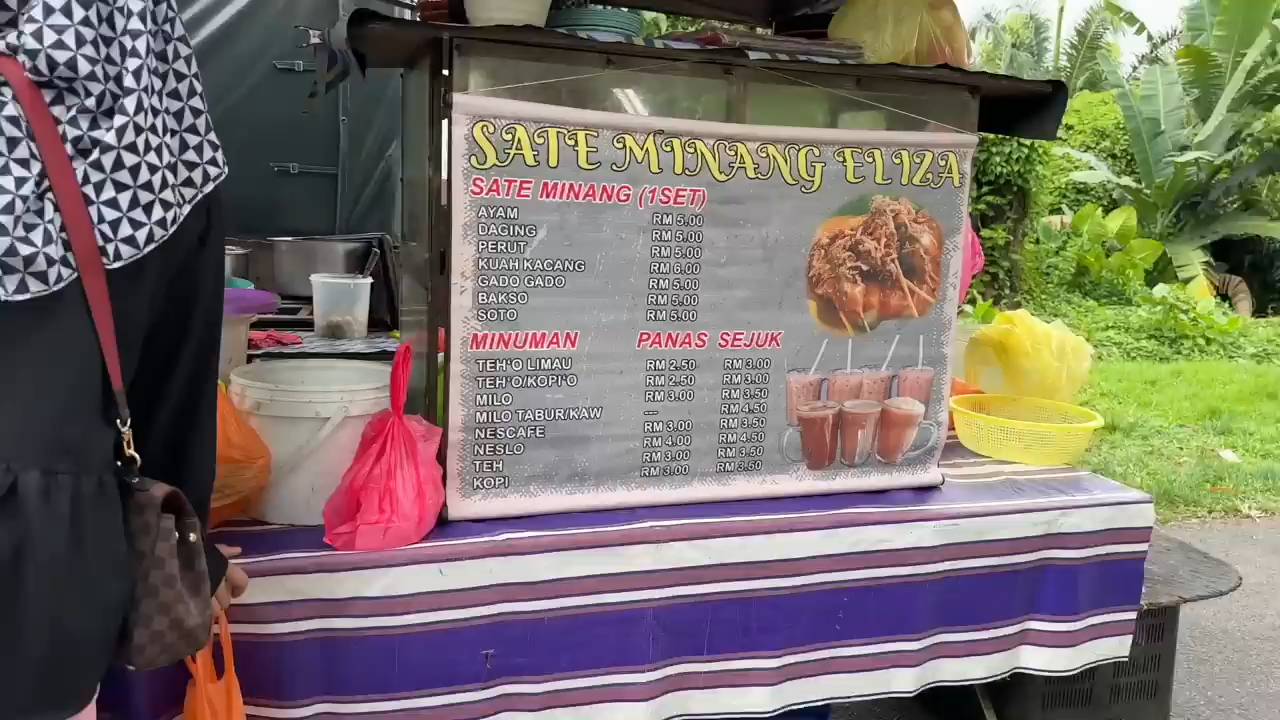 SATE MINANG ELIZA
SATE MINANG (1SET)
AYAM RM 5.00
DAGING RM 5.00
PERUT RM 5.00
KUAH KACANG RM 6.00
GADO GADO RM 5.00
BAKSO RM 5.00
SOTO RM 5.00
MINUMAN PANAS SEJUK
TEH'O LIMAU RM 2.50 RM 3.00
TEH'O/KOPI'O RM 2.50 RM 3.00
MILO RM 3.00 RM 3.50
MILO TABUR/KAW --- RM 4.50
NESCAFE RM 3.00 RM 3.50
NESLO RM 4.00 RM 4.50
TEH RM 3.00 RM 3.50
KOPI RM 3.00 RM 3.50